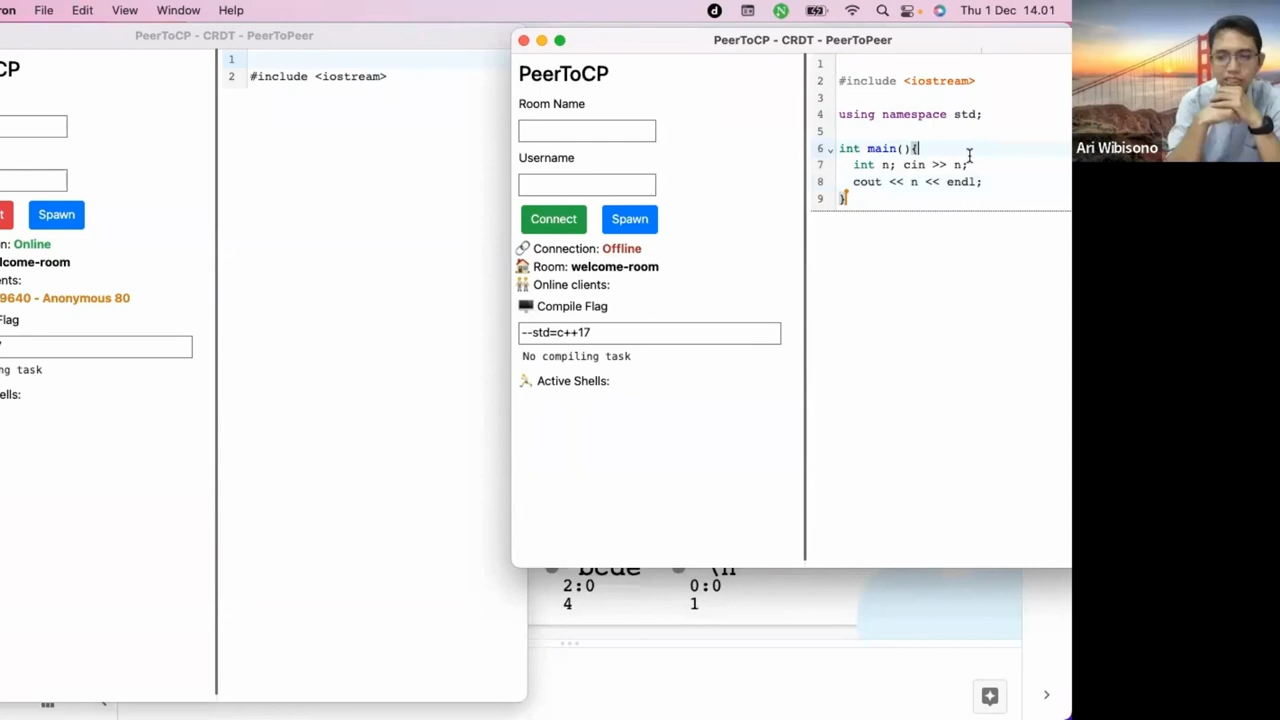 ron File Edit View Window Help Thu 1 Dec 14.01
PeerToCP - CRDT - PeerToPeer
CP
t Spawn
n: Online
lcome-room
ents:
9640 - Anonymous 80
Flag
ng task
ells:
1
2 #include <iostream>
PeerToCP - CRDT - PeerToPeer
PeerToCP
Room Name
Username
Connect Spawn
Connection: Offline
Room: welcome-room
Online clients:
Compile Flag
--std=c++17
No compiling task
Active Shells:
1
2 #include <iostream>
3
4 using namespace std;
5
6 int main(){
7 int n; cin >> n;
8 cout << n << endl;
9 }
2:0 0:0
4 1
Ari Wibisono